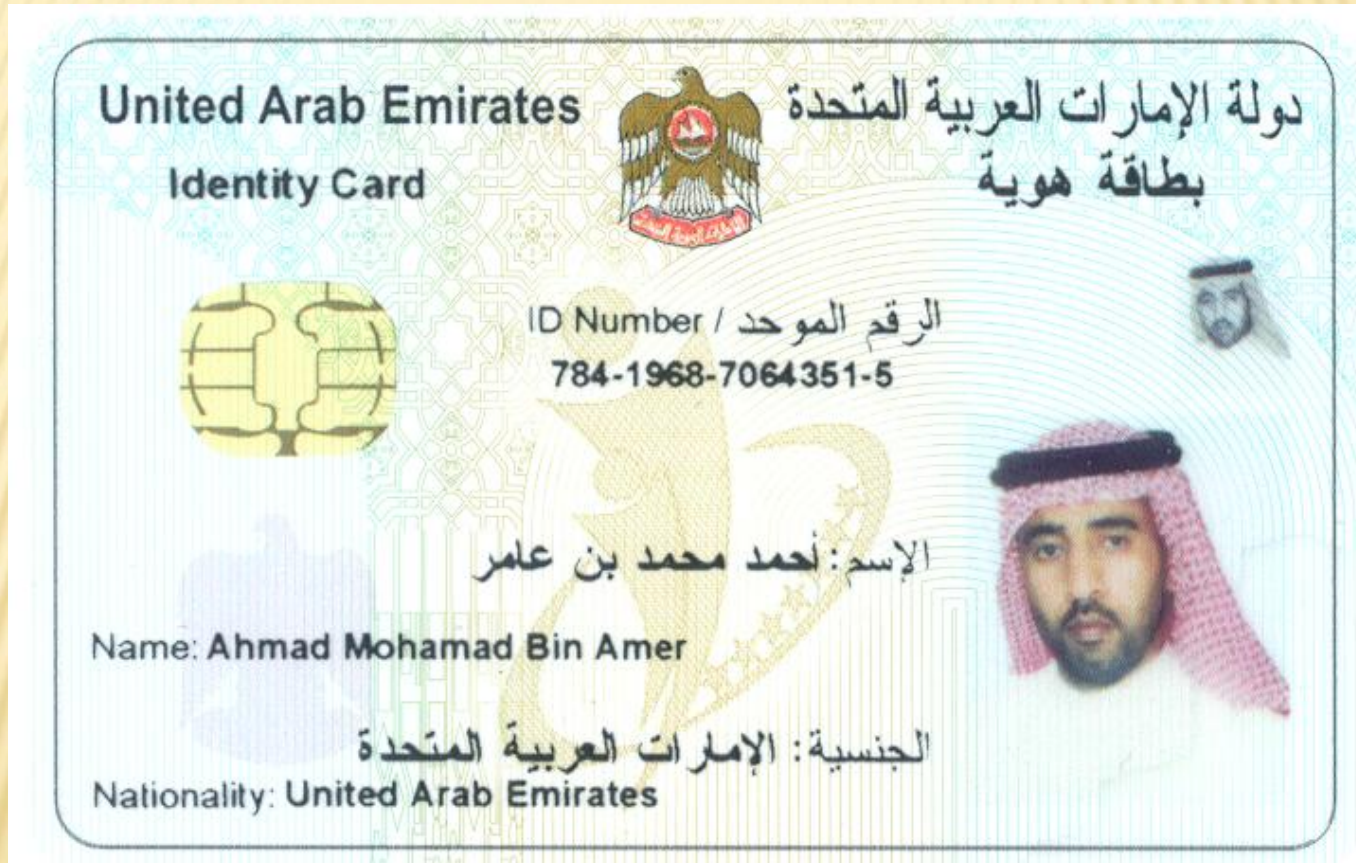 United Arab Emirates
دولة الإمارات العربية المتحدة
Identity Card
بطاقة هوية
ID Number / الرقم الموحد
784-1968-7064351-5
الإسم: أحمد محمد بن عامر
Name: Ahmad Mohamad Bin Amer
الجنسية: الإمارات العربية المتحدة
Nationality: United Arab Emirates